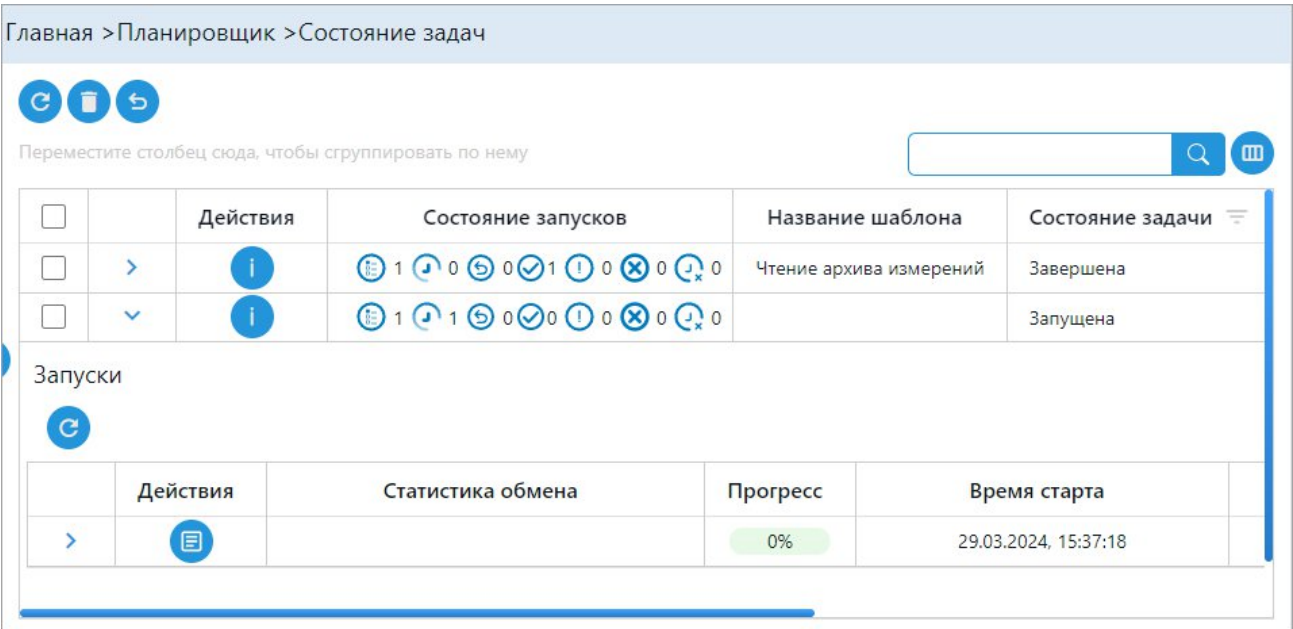 Главная >Планировщик >Состояние задач
Переместите столбец сюда, чтобы сгруппировать по нему
Действия Состояние запусков Название шаблона Состояние задачи
i 1 0 0 1 0 0 0 Чтение архива измерений Завершена
i 1 1 0 0 0 0 0 Запущена
Запуски
Действия Статистика обмена Прогресс Время старта
0% 29.03.2024, 15:37:18